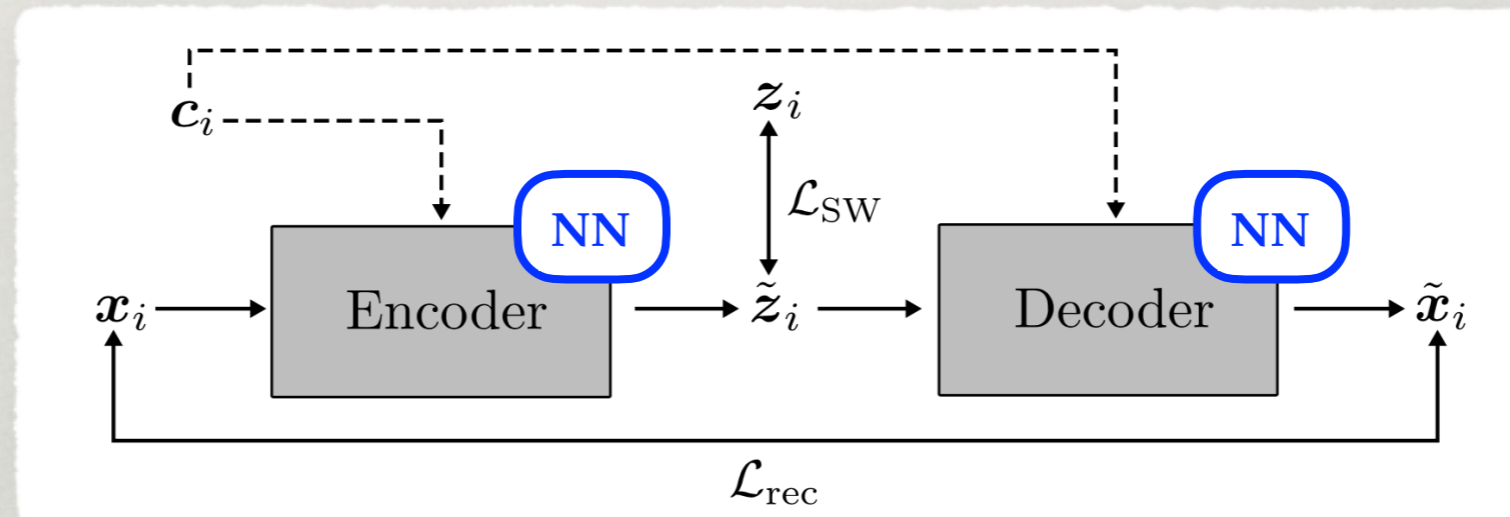 c_i
z_i
L_SW
NN
NN
x_i
Encoder
z̃_i
Decoder
x̃_i
L_rec